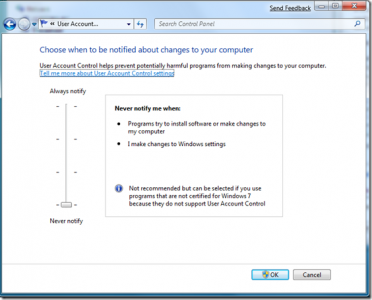 Send Feedback
User Account...
Search Control Panel
Choose when to be notified about changes to your computer
User Account Control helps prevent potentially harmful programs from making changes to your computer.
Tell me more about User Account Control settings
Always notify
Never notify me when:
Programs try to install software or make changes to
my computer
I make changes to Windows settings
Not recommended but can be selected if you use
programs that are not certified for Windows 7
because they do not support User Account Control
Never notify
OK
Cancel